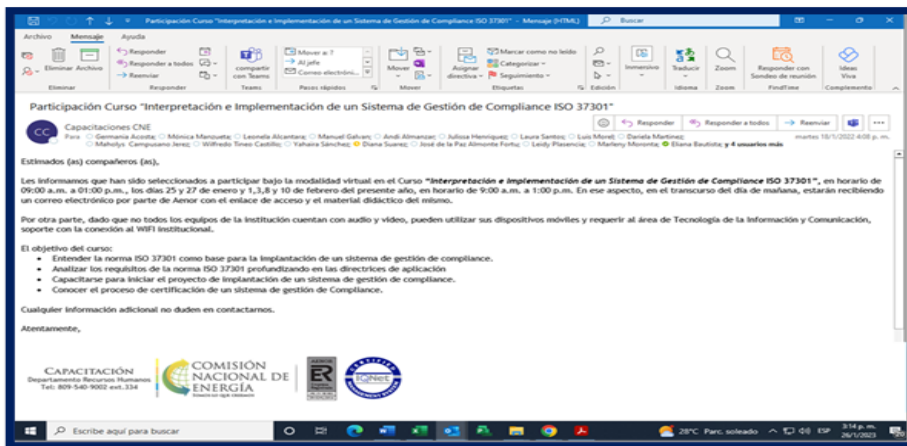 Participación Curso "Interpretación e Implementación de un Sistema de Gestión de Compliance ISO 37301" - Mensaje (HTML)
Buscar
Archivo Mensaje Ayuda
Eliminar Archivo
Responder
Responder a todos
Reenviar
compartir con Teams
Mover a: ?
Al jefe
Correo electróni...
Mover
Asignar directiva
Marcar como no leído
Categorizar
Seguimiento
Inmersivo
Traducir
Zoom
Responder con Sondeo de reunión
Ideas Viva
Eliminar Responder Teams Pasos rápidos Mover Etiquetas Edición Idioma Zoom FindTime Complemento
Participación Curso "Interpretación e Implementación de un Sistema de Gestión de Compliance ISO 37301"
CC
Capacitaciones CNE
Responder Responder a todos Reenviar
Para Germania Acosta; Mónica Manzueta; Leonela Alcantara; Manuel Galvan; Andi Almanzar; Julissa Henriquez; Laura Santos; Luis Morel; Daniela Martinez;
martes 10/1/2022 4:08 p. m.
Maholys Campusano Jerez; Wilfredo Tineo Castillo; Yahaira Sánchez; Diana Suarez; José de la Paz Almonte Fortu; Leidy Plasencia; Marleny Moronta; Eliana Bautista; y 4 usuarios más
Estimados (as) compañeros (as),
Les informamos que han sido seleccionados a participar bajo la modalidad virtual en el Curso "Interpretación e Implementación de un Sistema de Gestión de Compliance ISO 37301", en horario de
09:00 a.m. a 01:00 p.m., los días 25 y 27 de enero y 1,3,8 y 10 de febrero del presente año, en horario de 9:00 a.m. a 1:00 p.m. En ese aspecto, en el transcurso del día de mañana, estarán recibiendo
un correo electrónico por parte de Aenor con el enlace de acceso y el material didáctico del mismo.
Por otra parte, dado que no todos los equipos de la institución cuentan con audio y video, pueden utilizar sus dispositivos móviles y requerir al área de Tecnología de la Información y Comunicación,
soporte con la conexión al WIFI institucional.
El objetivo del curso:
• Entender la norma ISO 37301 como base para la implantación de un sistema de gestión de compliance.
• Analizar los requisitos de la norma ISO 37301 profundizando en las directrices de aplicación
• Capacitarse para iniciar el proyecto de implantación de un sistema de gestión de compliance.
• Conocer el proceso de certificación de un sistema de gestión de Compliance.
Cualquier información adicional no duden en contactarnos.
Atentamente,
CAPACITACIÓN
Departamento Recursos Humanos
Tel: 809-540-9002 ext.334
COMISIÓN
NACIONAL DE
ENERGÍA
AENOR
ER
Empresa
Registrada
CERTIFIED
IQNet
MANAGEMENT SYSTEM
Escribe aquí para buscar
28°C Parc. soleado
ESP
3:14 p. m.
26/1/2023